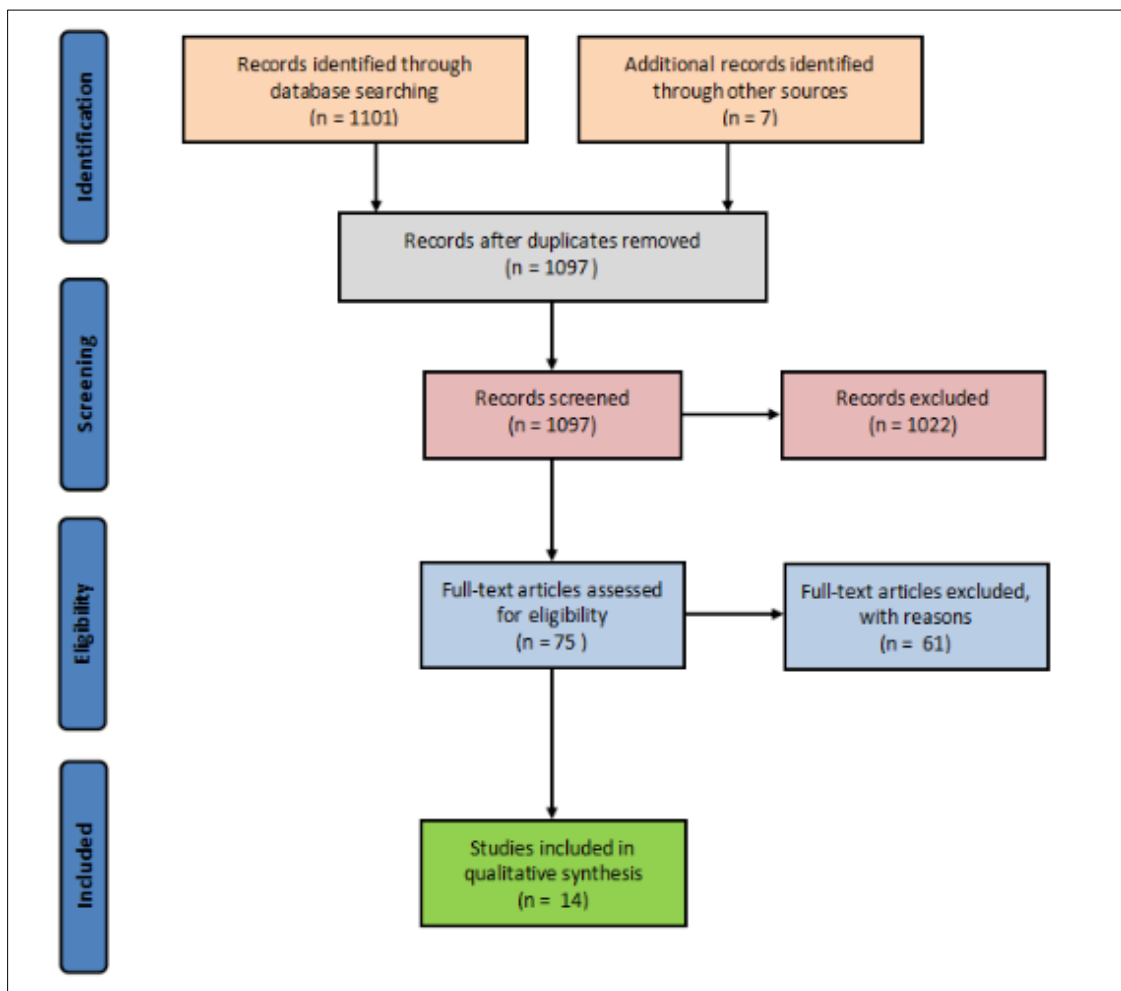 Identification
Records identified through
database searching
(n = 1101)
Additional records identified
through other sources
(n = 7)
Records after duplicates removed
(n = 1097 )
Screening
Records screened
(n = 1097)
Records excluded
(n = 1022)
Eligibility
Full-text articles assessed
for eligibility
(n = 75 )
Full-text articles excluded,
with reasons
(n = 61)
Included
Studies included in
qualitative synthesis
(n = 14)